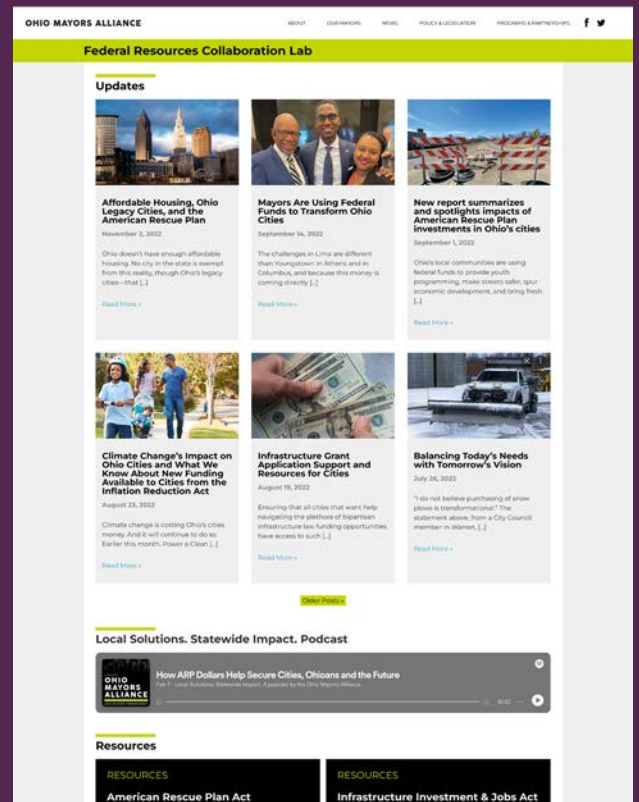 OHIO MAYORS ALLIANCE
ABOUT OUR MAYORS NEWS POLICY & LEGISLATION PROGRAMS & PARTNERSHIPS
Federal Resources Collaboration Lab
Updates
Affordable Housing, Ohio
Legacy Cities, and the
American Rescue Plan
November 2, 2022
Ohio doesn't have enough affordable
housing. No city in the state is exempt
from this reality, though Ohio's legacy
cities—that [...]
Read More »
Mayors Are Using Federal
Funds to Transform Ohio
Cities
September 14, 2022
The challenges in Lima are different
than Youngstown in Athens and in
Columbus, and because this money is
coming directly [...]
Read More »
New report summarizes
and spotlights impacts of
American Rescue Plan
investments in Ohio's cities
September 1, 2022
Ohio's local communities are using
federal funds to provide youth
programming, make streets safer, spur
economic development, and bring fresh
[...]
Read More »
Climate Change's Impact on
Ohio Cities and What We
Know About New Funding
Available to Cities from the
Inflation Reduction Act
August 23, 2022
Climate change is costing Ohio's cities
money. And it will continue to do so.
Earlier this month, Power a Clean [...]
Read More »
Infrastructure Grant
Application Support and
Resources for Cities
August 19, 2022
Ensuring that all cities that want help
navigating the plethora of bipartisan
infrastructure law funding opportunities
have access to such [...]
Read More »
Balancing Today's Needs
with Tomorrow's Vision
July 26, 2022
"I do not believe purchasing of snow
plows is transformational." The
statement above, from a City Council
member in Warren, [...]
Read More »
Older Posts »
Local Solutions. Statewide Impact. Podcast
OHIO
MAYORS
ALLIANCE
How ARP Dollars Help Secure Cities, Ohioans and the Future
Feb 7 · Local Solutions. Statewide Impact. A podcast by the Ohio Mayors Alliance
Resources
RESOURCES
American Rescue Plan Act
RESOURCES
Infrastructure Investment & Jobs Act